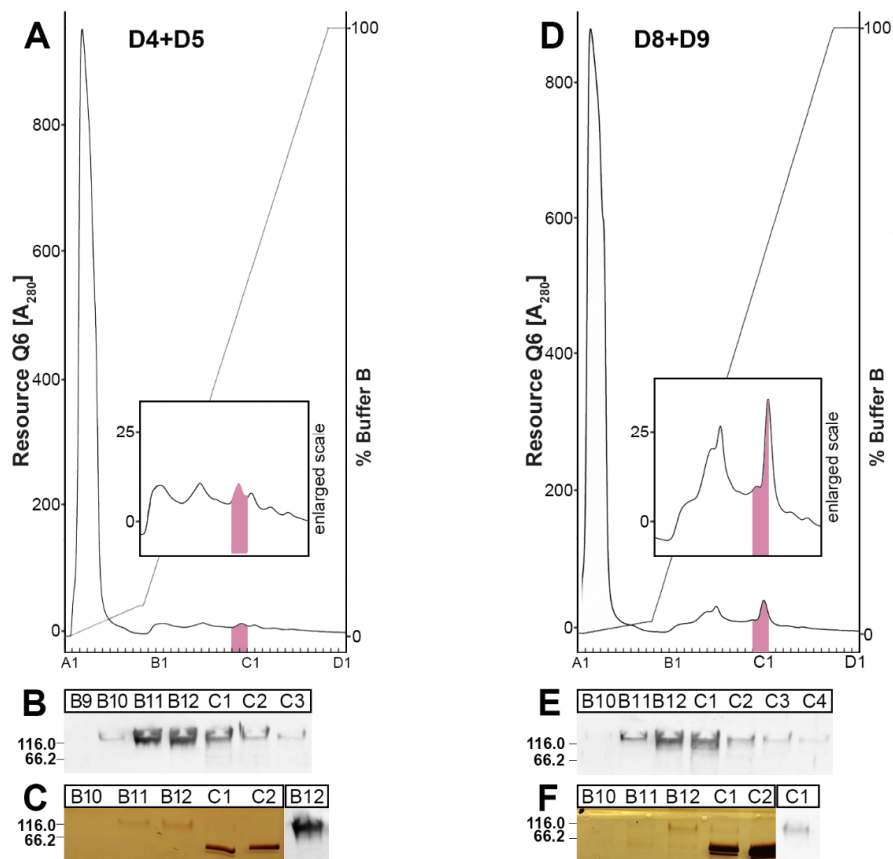 A
D4+D5
100
800
600
400
200
0
Resource Q6 [A280]
% Buffer B
0
25
0
enlarged scale
A1 B1 C1 D1
B
B9 B10 B11 B12 C1 C2 C3
116.0
66.2
C
B10 B11 B12 C1 C2 B12
116.0
66.2
D
D8+D9
100
800
600
400
200
0
Resource Q6 [A280]
% Buffer B
0
25
0
enlarged scale
A1 B1 C1 D1
E
B10 B11 B12 C1 C2 C3 C4
116.0
66.2
F
B10 B11 B12 C1 C2 C1
116.0
66.2